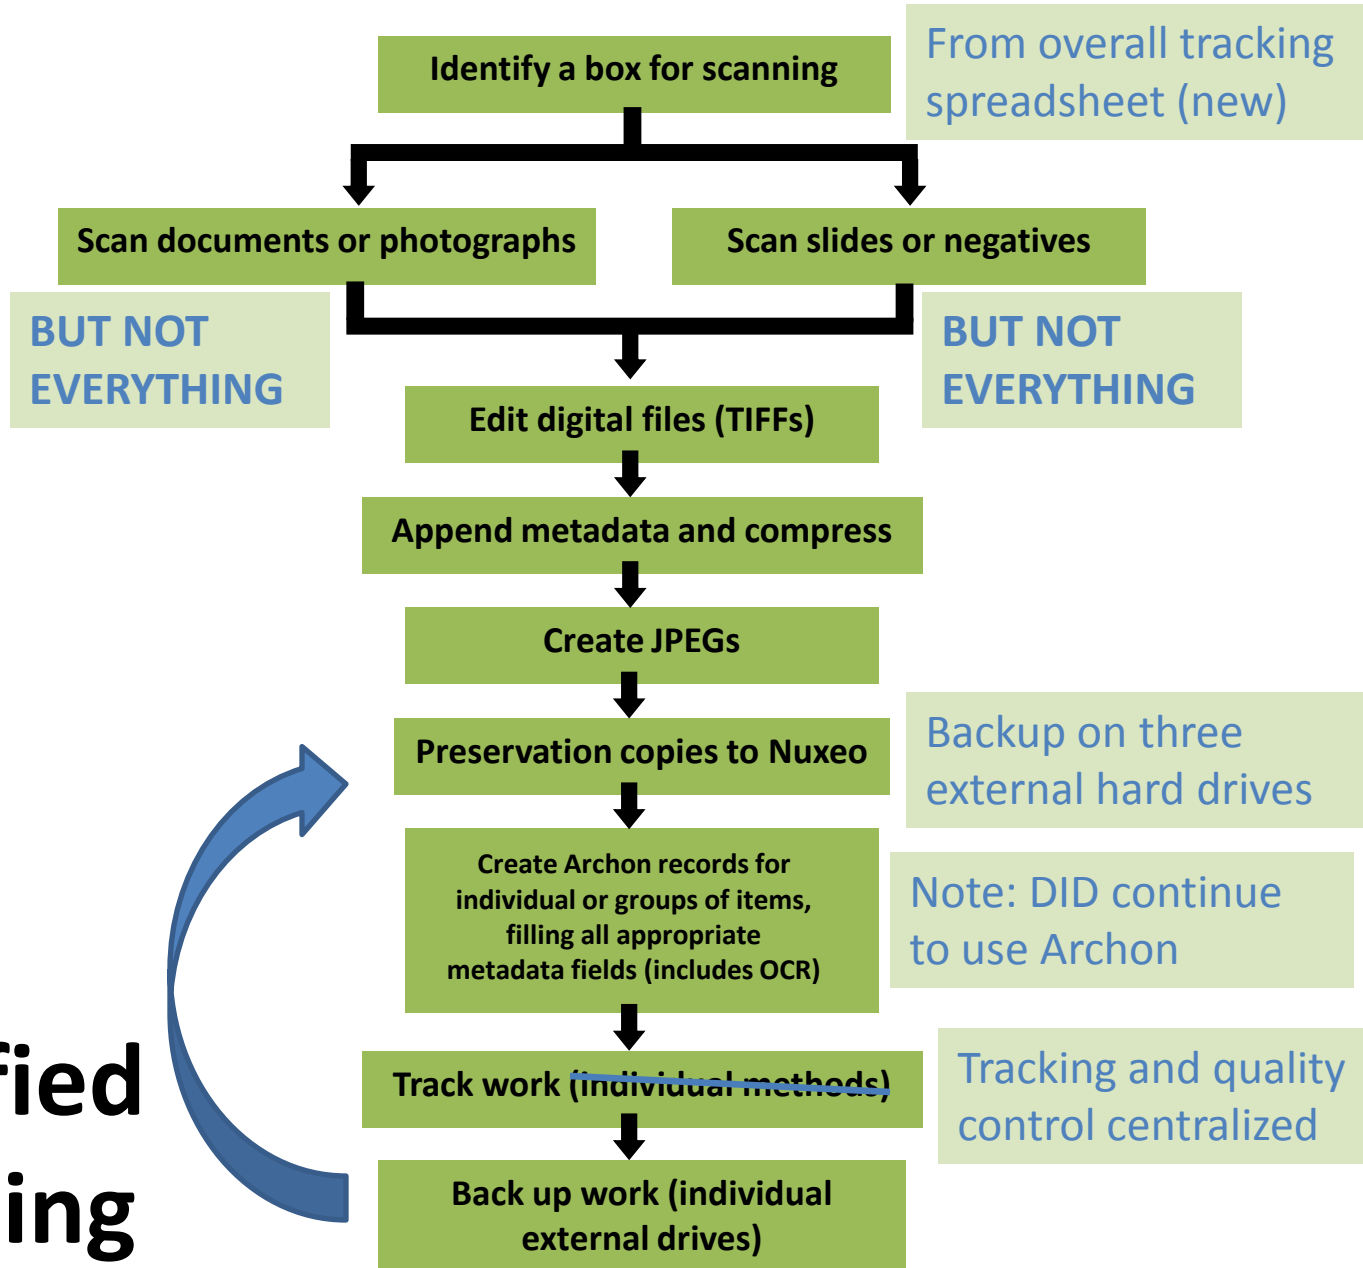 Identify a box for scanning
From overall tracking
spreadsheet (new)
Scan documents or photographs
Scan slides or negatives
BUT NOT
EVERYTHING
BUT NOT
EVERYTHING
Edit digital files (TIFFs)
Append metadata and compress
Create JPEGs
Preservation copies to Nuxeo
Backup on three
external hard drives
Create Archon records for
individual or groups of items,
filling all appropriate
metadata fields (includes OCR)
Note: DID continue
to use Archon
Track work (individual methods)
Tracking and quality
control centralized
Back up work (individual
external drives)
fied
ing